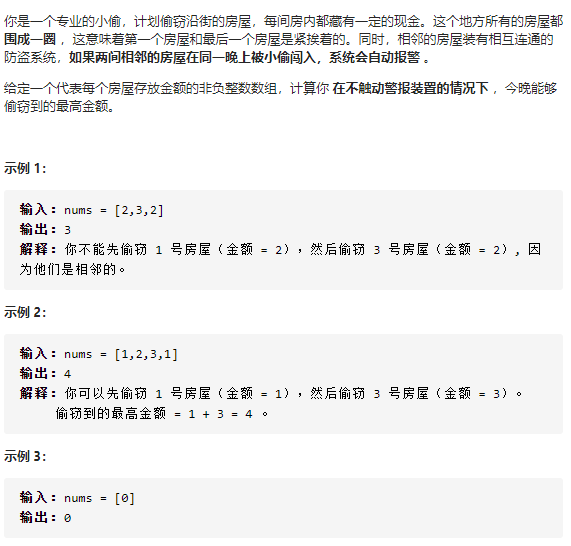 你是一个专业的小偷，计划偷窃沿街的房屋，每间房内都藏有一定的现金。这个地方所有的房屋都
围成一圈 ，这意味着第一个房屋和最后一个房屋是紧挨着的。同时，相邻的房屋装有相互连通的
防盗系统，如果两间相邻的房屋在同一晚上被小偷闯入，系统会自动报警 。
给定一个代表每个房屋存放金额的非负整数数组，计算你 在不触动警报装置的情况下 ，今晚能够
偷窃到的最高金额。
示例 1：
输入：nums = [2,3,2]
输出：3
解释：你不能先偷窃 1 号房屋（金额 = 2），然后偷窃 3 号房屋（金额 = 2）, 因
为他们是相邻的。
示例 2：
输入：nums = [1,2,3,1]
输出：4
解释：你可以先偷窃 1 号房屋（金额 = 1），然后偷窃 3 号房屋（金额 = 3）。
偷窃到的最高金额 = 1 + 3 = 4 。
示例 3：
输入：nums = [0]
输出：0